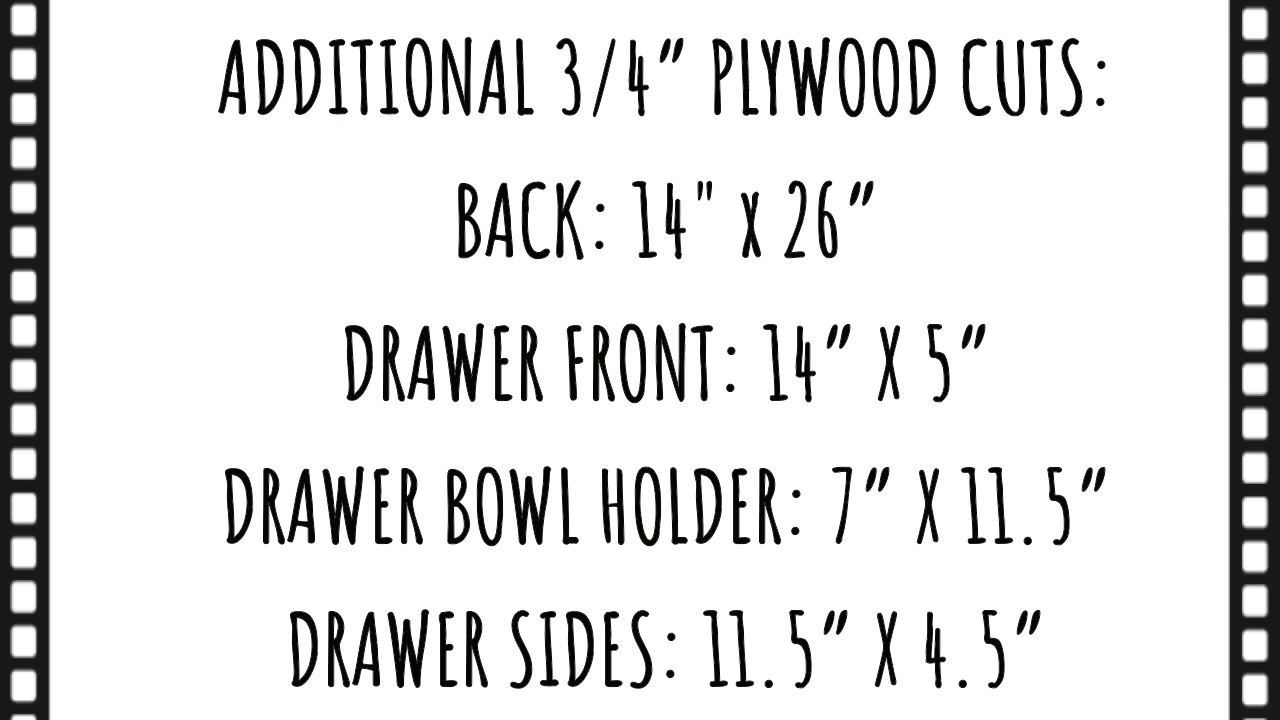 ADDITIONAL 3/4” PLYWOOD CUTS:
BACK: 14" x 26”
DRAWER FRONT: 14” X 5”
DRAWER BOWL HOLDER: 7” X 11.5”
DRAWER SIDES: 11.5” X 4.5”